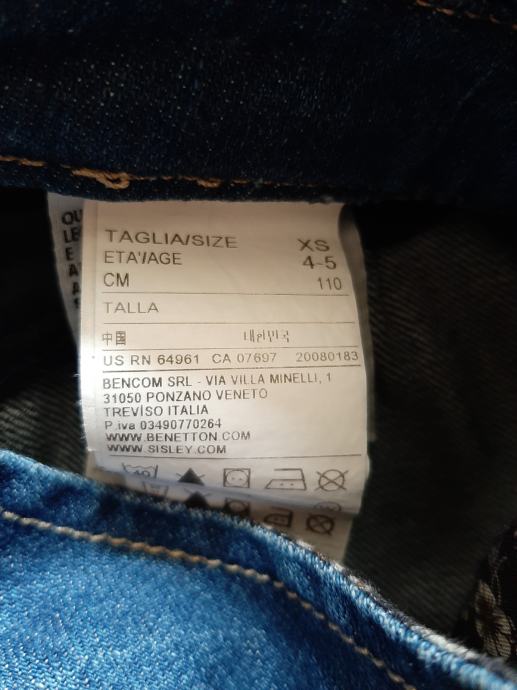 TAGLIA/SIZE XS
ETA'/AGE 4-5
CM 110
TALLA
中国 대한민국
US RN 64961 CA 07697 20080183
BENCOM SRL - VIA VILLA MINELLI, 1
31050 PONZANO VENETO
TREVISO ITALIA
P.iva 03490770264
WWW.BENETTON.COM
WWW.SISLEY.COM
40